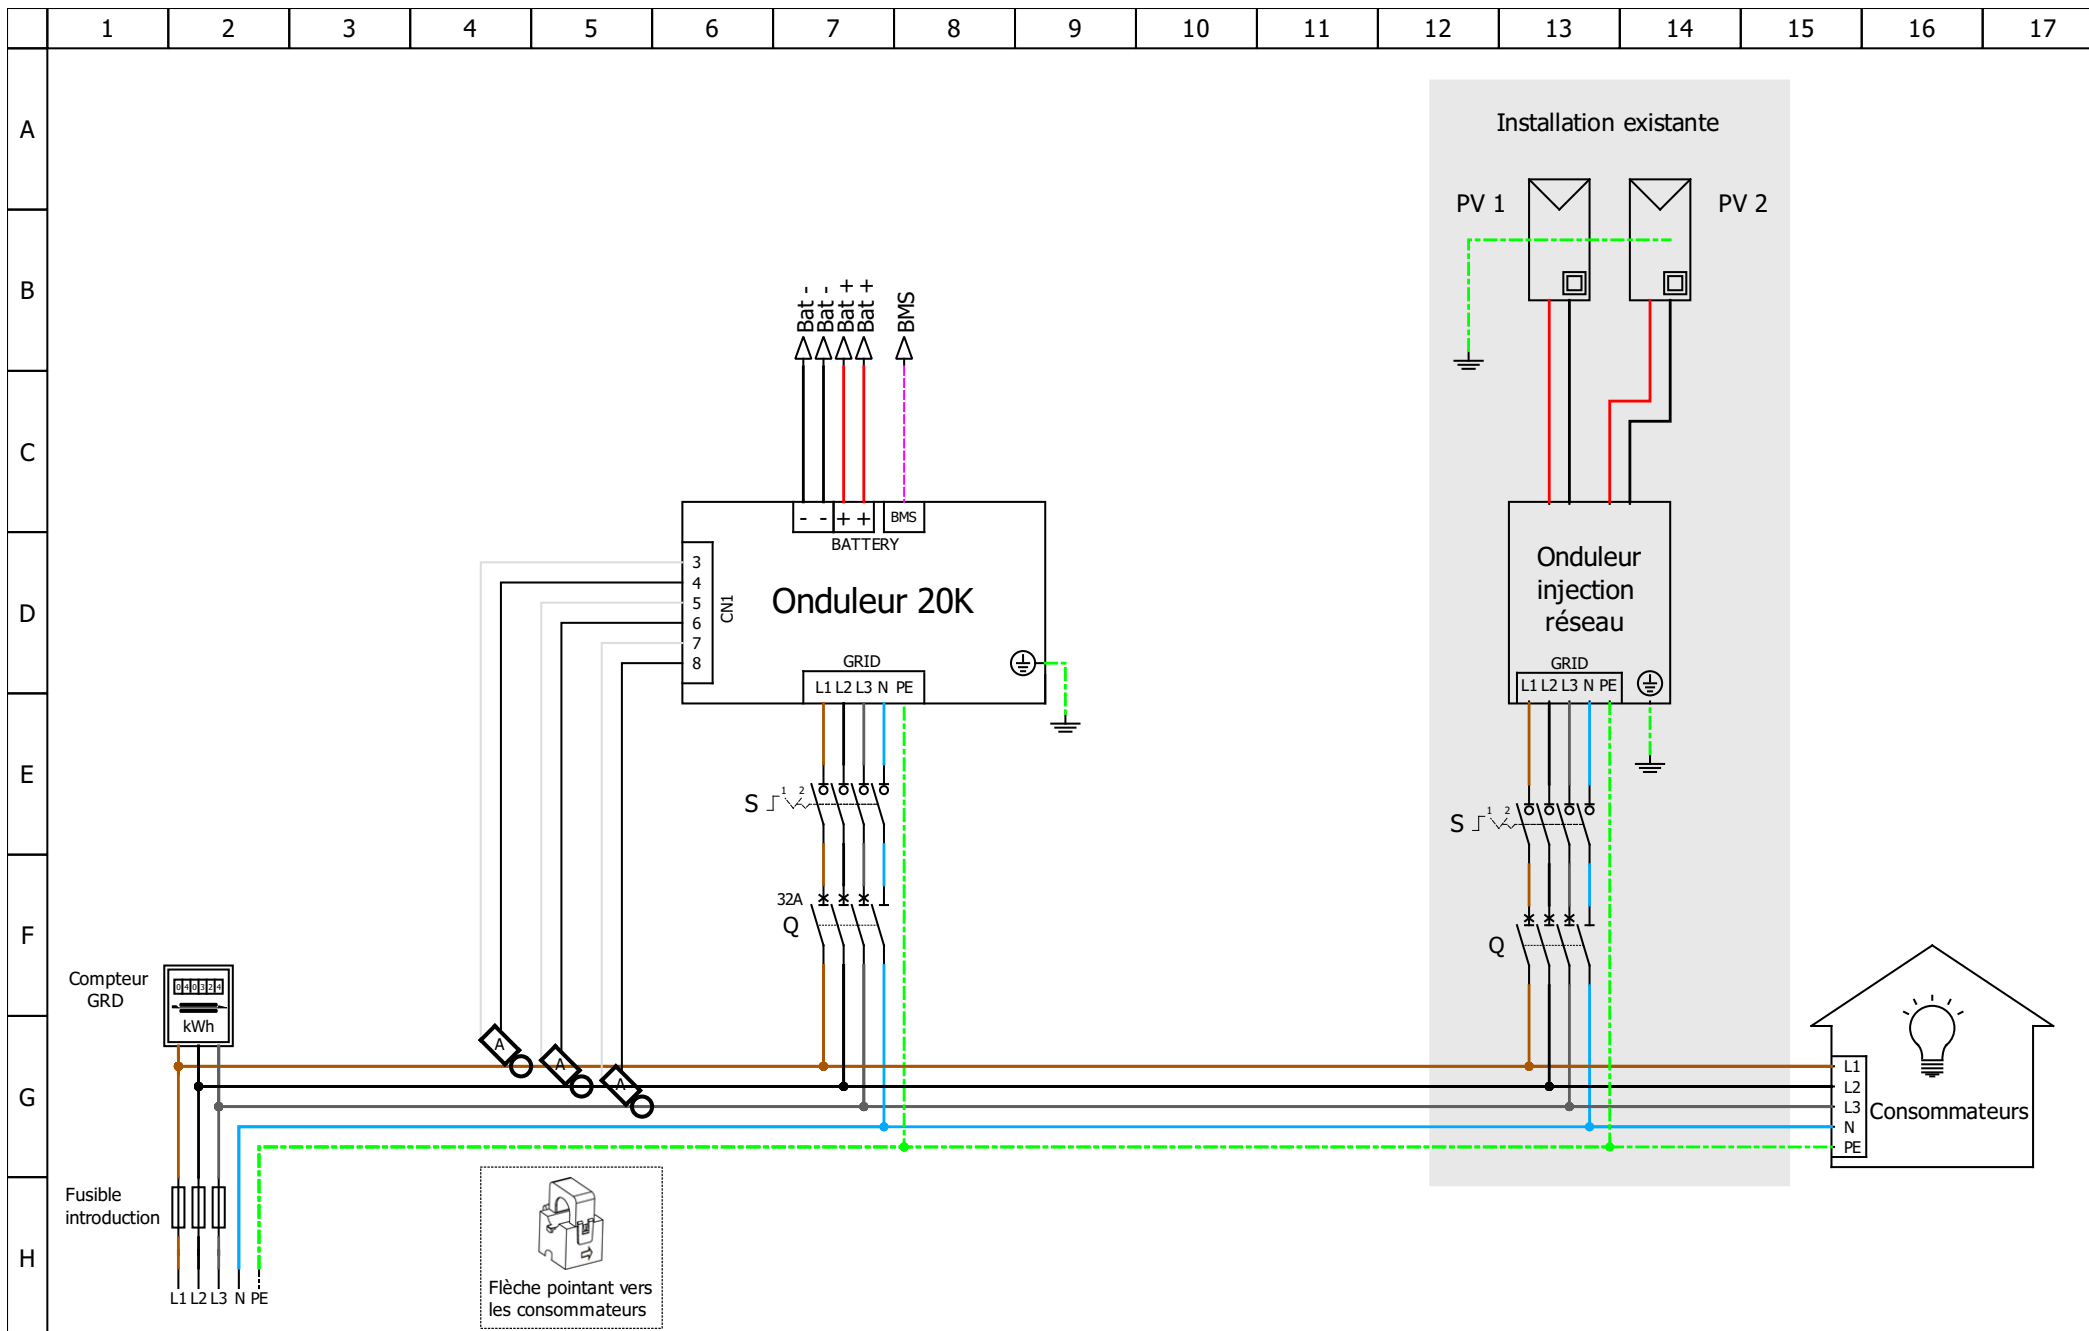 1 2 3 4 5 6 7 8 9 10 11 12 13 14 15 16 17
A
B
C
D
E
F
G
H
Installation existante
PV 1
PV 2
Bat -
Bat -
Bat +
Bat +
BMS
- - + + BMS
BATTERY
3
4
5
6
7
8
CN1
Onduleur 20K
GRID
L1 L2 L3 N PE
Onduleur
injection
réseau
GRID
L1 L2 L3 N PE
S 1 2
S 1 2
32A
Q
Q
Compteur
GRD
040324
kWh
A
A
A
L1
L2
L3
N
PE
Consommateurs
Fusible
introduction
L1 L2 L3 N PE
Flèche pointant vers
les consommateurs